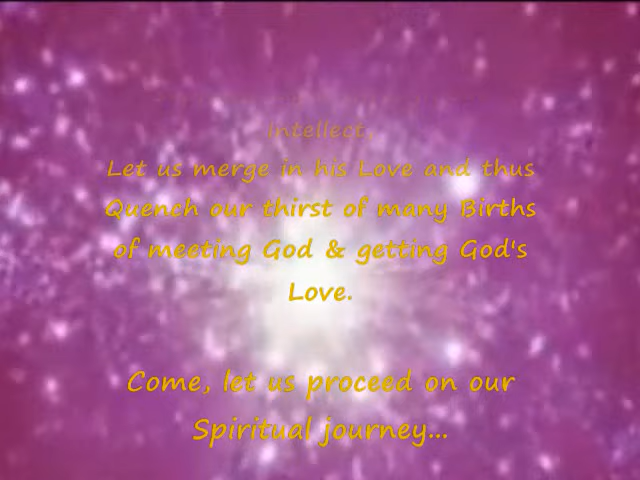 intellect,
Let us merge in his Love and thus
Quench our thirst of many Births
of meeting God & getting God's
Love.
Come, let us proceed on our
Spiritual journey...